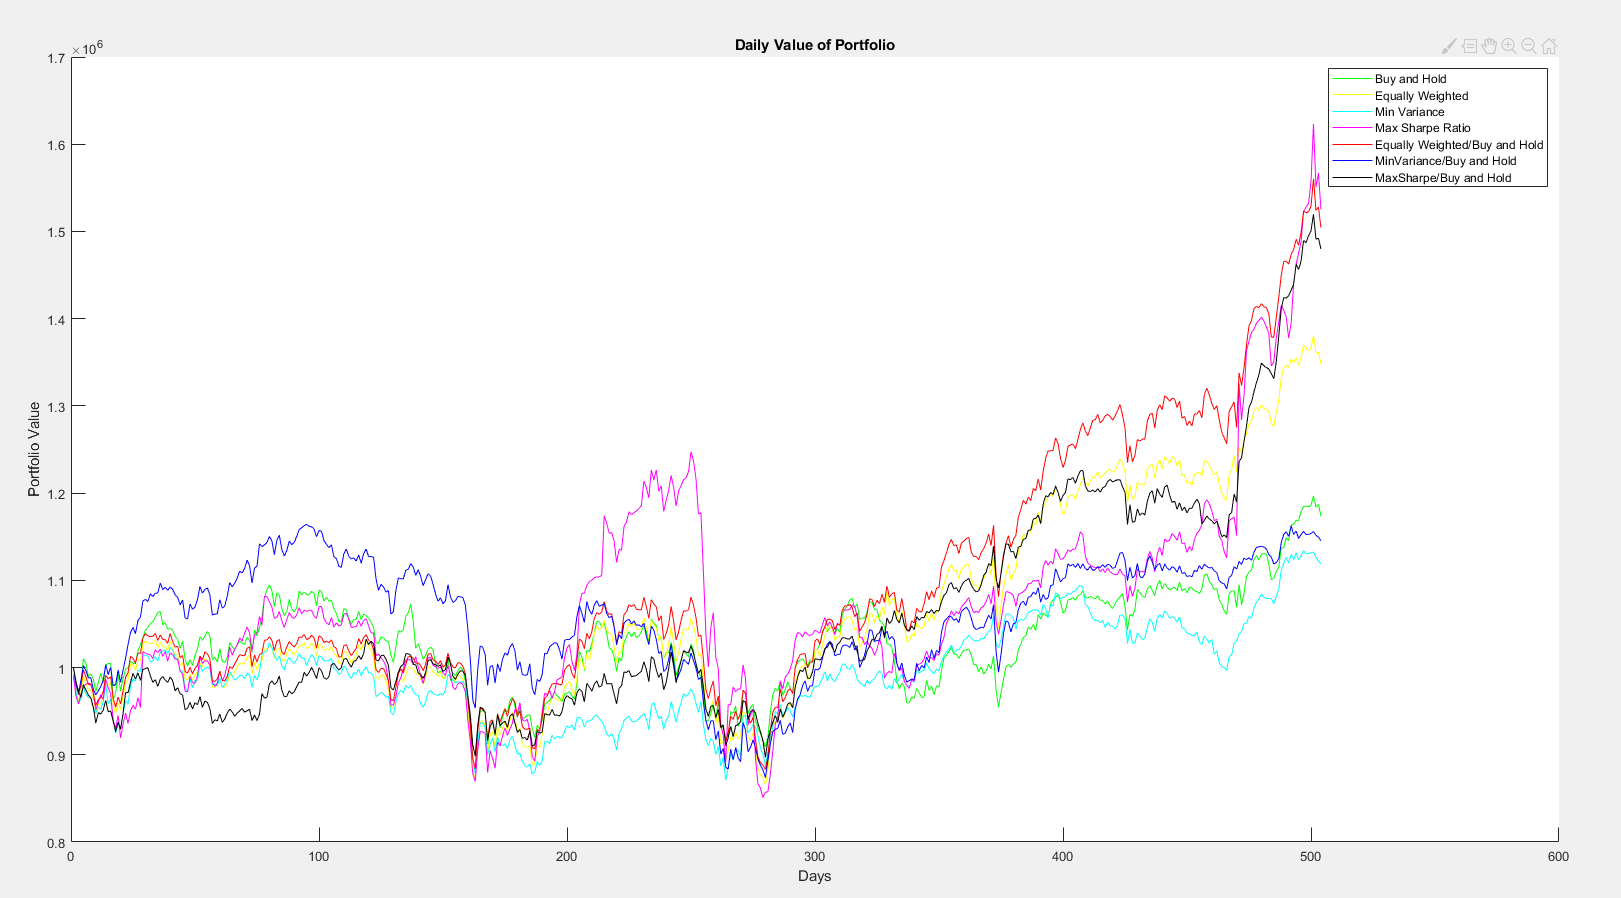 Daily Value of Portfolio
×10^6
1.7
1.6
1.5
1.4
1.3
1.2
1.1
1
0.9
0.8
Portfolio Value
0 100 200 300 400 500 600
Days
Buy and Hold
Equally Weighted
Min Variance
Max Sharpe Ratio
Equally Weighted/Buy and Hold
MinVariance/Buy and Hold
MaxSharpe/Buy and Hold